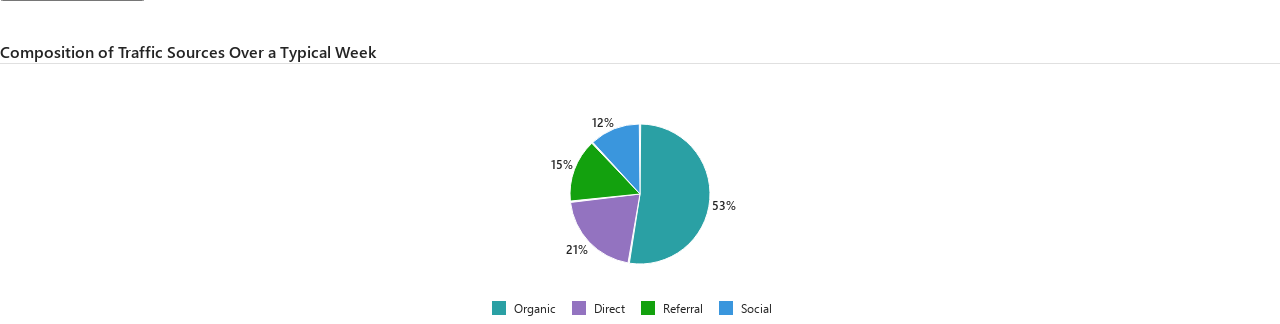 Composition of Traffic Sources Over a Typical Week
12%
15%
53%
21%
Organic Direct Referral Social